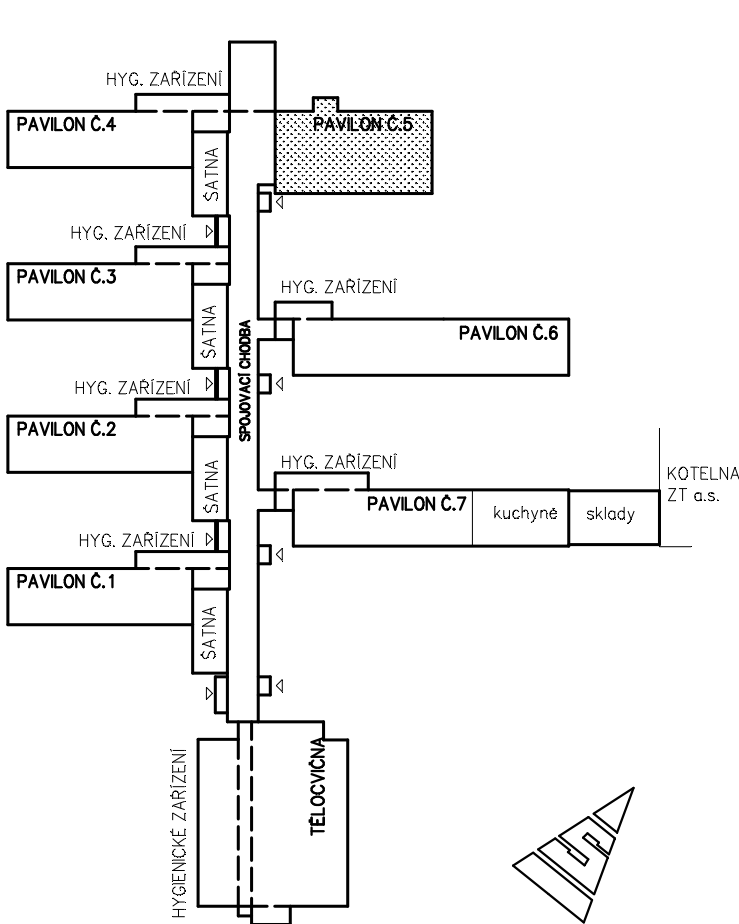 HYG. ZAŘÍZENÍ
PAVILON Č.4
PAVILON Č.5
ŠATNA
HYG. ZAŘÍZENÍ
PAVILON Č.3
HYG. ZAŘÍZENÍ
ŠATNA
SPOJOVACÍ CHODBA
PAVILON Č.6
HYG. ZAŘÍZENÍ
PAVILON Č.2
HYG. ZAŘÍZENÍ
ŠATNA
KOTELNA
ZT a.s.
PAVILON Č.7
kuchyně
sklady
HYG. ZAŘÍZENÍ
PAVILON Č.1
ŠATNA
HYGIENICKÉ ZAŘÍZENÍ
TĚLOCVIČNA
S